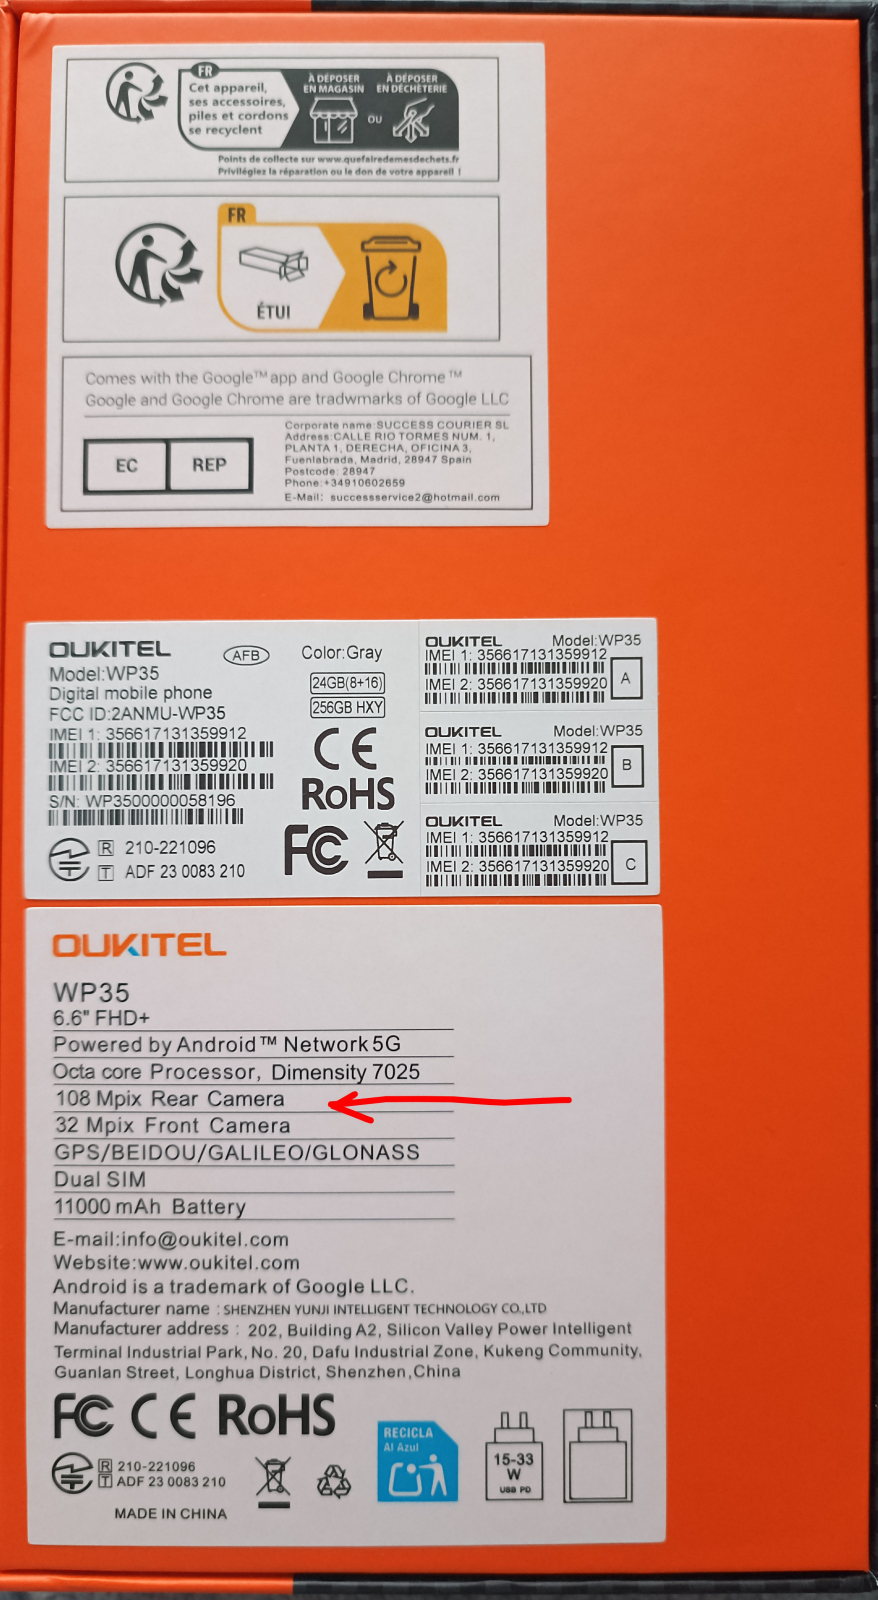 FR
Cet appareil,
ses accessoires,
piles et cordons
se recyclent
À DÉPOSER
EN MAGASIN
OU
À DÉPOSER
EN DÉCHÈTERIE
Points de collecte sur www.quefairedemesdechets.fr
Privilégiez la réparation ou le don de votre appareil !
FR
ÉTUI
Comes with the Google™ app and Google Chrome ™
Google and Google Chrome are tradwmarks of Google LLC
EC REP
Corporate name:SUCCESS COURIER SL
Address:CALLE RIO TORMES NUM. 1,
PLANTA 1, DERECHA, OFICINA 3,
Fuenlabrada, Madrid, 28947 Spain
Postcode: 28947
Phone:+34910602659
E-Mail: successservice2@hotmail.com
OUKITEL
AFB
Model:WP35
Digital mobile phone
FCC ID:2ANMU-WP35
IMEI 1: 356617131359912
IMEI 2: 356617131359920
S/N: WP3500000058196
R 210-221096
T ADF 23 0083 210
Color:Gray
24GB(8+16)
256GB HXY
CE
RoHS
FC
OUKITEL Model:WP35
IMEI 1: 356617131359912
IMEI 2: 356617131359920
A
OUKITEL Model:WP35
IMEI 1: 356617131359912
IMEI 2: 356617131359920
B
OUKITEL Model:WP35
IMEI 1: 356617131359912
IMEI 2: 356617131359920
C
OUKITEL
WP35
6.6" FHD+
Powered by Android™ Network 5G
Octa core Processor, Dimensity 7025
108 Mpix Rear Camera
32 Mpix Front Camera
GPS/BEIDOU/GALILEO/GLONASS
Dual SIM
11000 mAh Battery
E-mail:info@oukitel.com
Website:www.oukitel.com
Android is a trademark of Google LLC.
Manufacturer name : SHENZHEN YUNJI INTELLIGENT TECHNOLOGY CO.,LTD
Manufacturer address : 202, Building A2, Silicon Valley Power Intelligent
Terminal Industrial Park, No. 20, Dafu Industrial Zone, Kukeng Community,
Guanlan Street, Longhua District, Shenzhen,China
FC CE RoHS
R 210-221096
T ADF 23 0083 210
MADE IN CHINA
RECICLA
Al Azul
15-33
W
USB PD